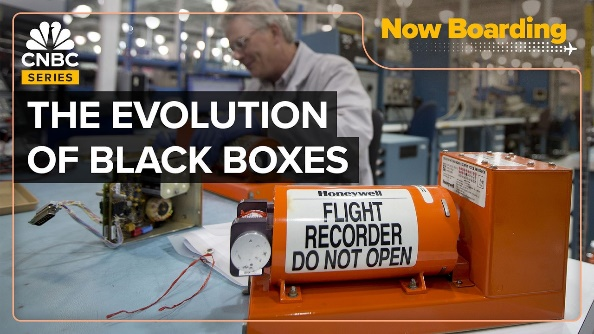 CNBC
SERIES
Now Boarding
THE EVOLUTION
OF BLACK BOXES
Honeywell
FLIGHT
RECORDER
DO NOT OPEN